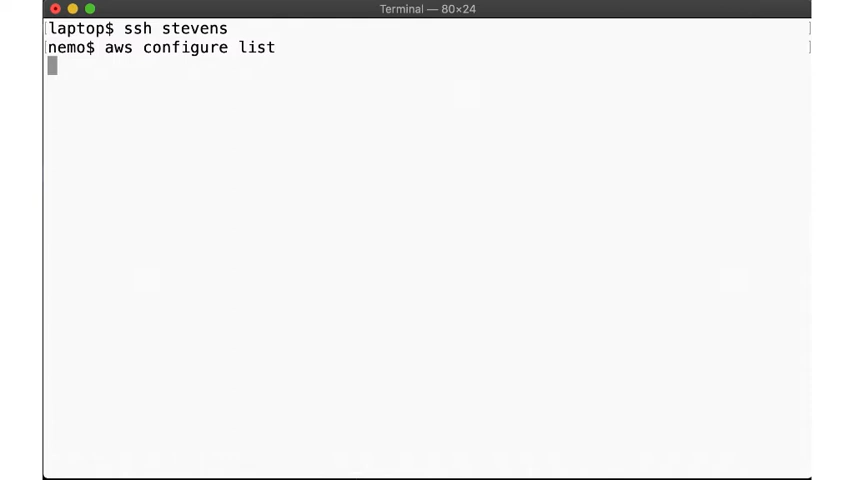 Terminal — 80×24
laptop$ ssh stevens
nemo$ aws configure list